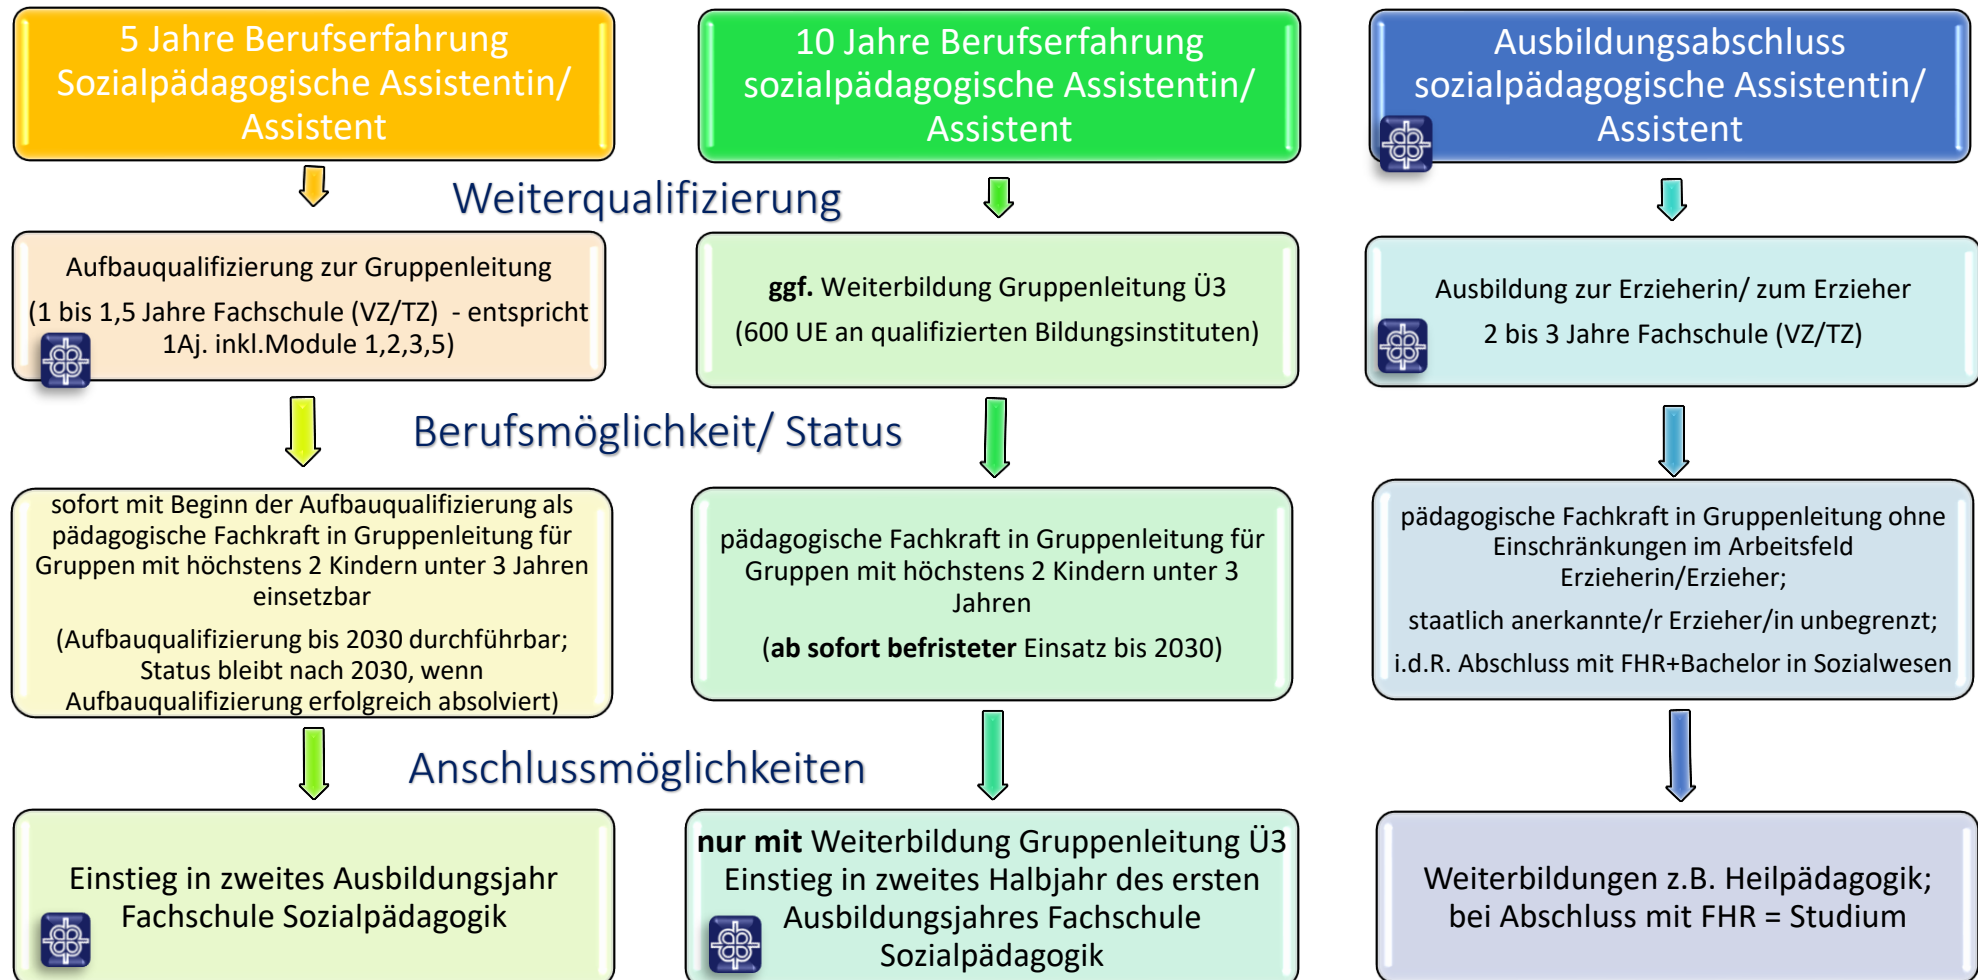 5 Jahre Berufserfahrung
Sozialpädagogische Assistentin/
Assistent
10 Jahre Berufserfahrung
sozialpädagogische Assistentin/
Assistent
Ausbildungsabschluss
sozialpädagogische Assistentin/
Assistent
Weiterqualifizierung
Aufbauqualifizierung zur Gruppenleitung
(1 bis 1,5 Jahre Fachschule (VZ/TZ) - entspricht
1Aj. inkl.Module 1,2,3,5)
ggf. Weiterbildung Gruppenleitung Ü3
(600 UE an qualifizierten Bildungsinstituten)
Ausbildung zur Erzieherin/ zum Erzieher
2 bis 3 Jahre Fachschule (VZ/TZ)
Berufsmöglichkeit/ Status
sofort mit Beginn der Aufbauqualifizierung als
pädagogische Fachkraft in Gruppenleitung für
Gruppen mit höchstens 2 Kindern unter 3 Jahren
einsetzbar
(Aufbauqualifizierung bis 2030 durchführbar;
Status bleibt nach 2030, wenn
Aufbauqualifizierung erfolgreich absolviert)
pädagogische Fachkraft in Gruppenleitung für
Gruppen mit höchstens 2 Kindern unter 3
Jahren
(ab sofort befristeter Einsatz bis 2030)
pädagogische Fachkraft in Gruppenleitung ohne
Einschränkungen im Arbeitsfeld
Erzieherin/Erzieher;
staatlich anerkannte/r Erzieher/in unbegrenzt;
i.d.R. Abschluss mit FHR+Bachelor in Sozialwesen
Anschlussmöglichkeiten
Einstieg in zweites Ausbildungsjahr
Fachschule Sozialpädagogik
nur mit Weiterbildung Gruppenleitung Ü3
Einstieg in zweites Halbjahr des ersten
Ausbildungsjahres Fachschule
Sozialpädagogik
Weiterbildungen z.B. Heilpädagogik;
bei Abschluss mit FHR = Studium